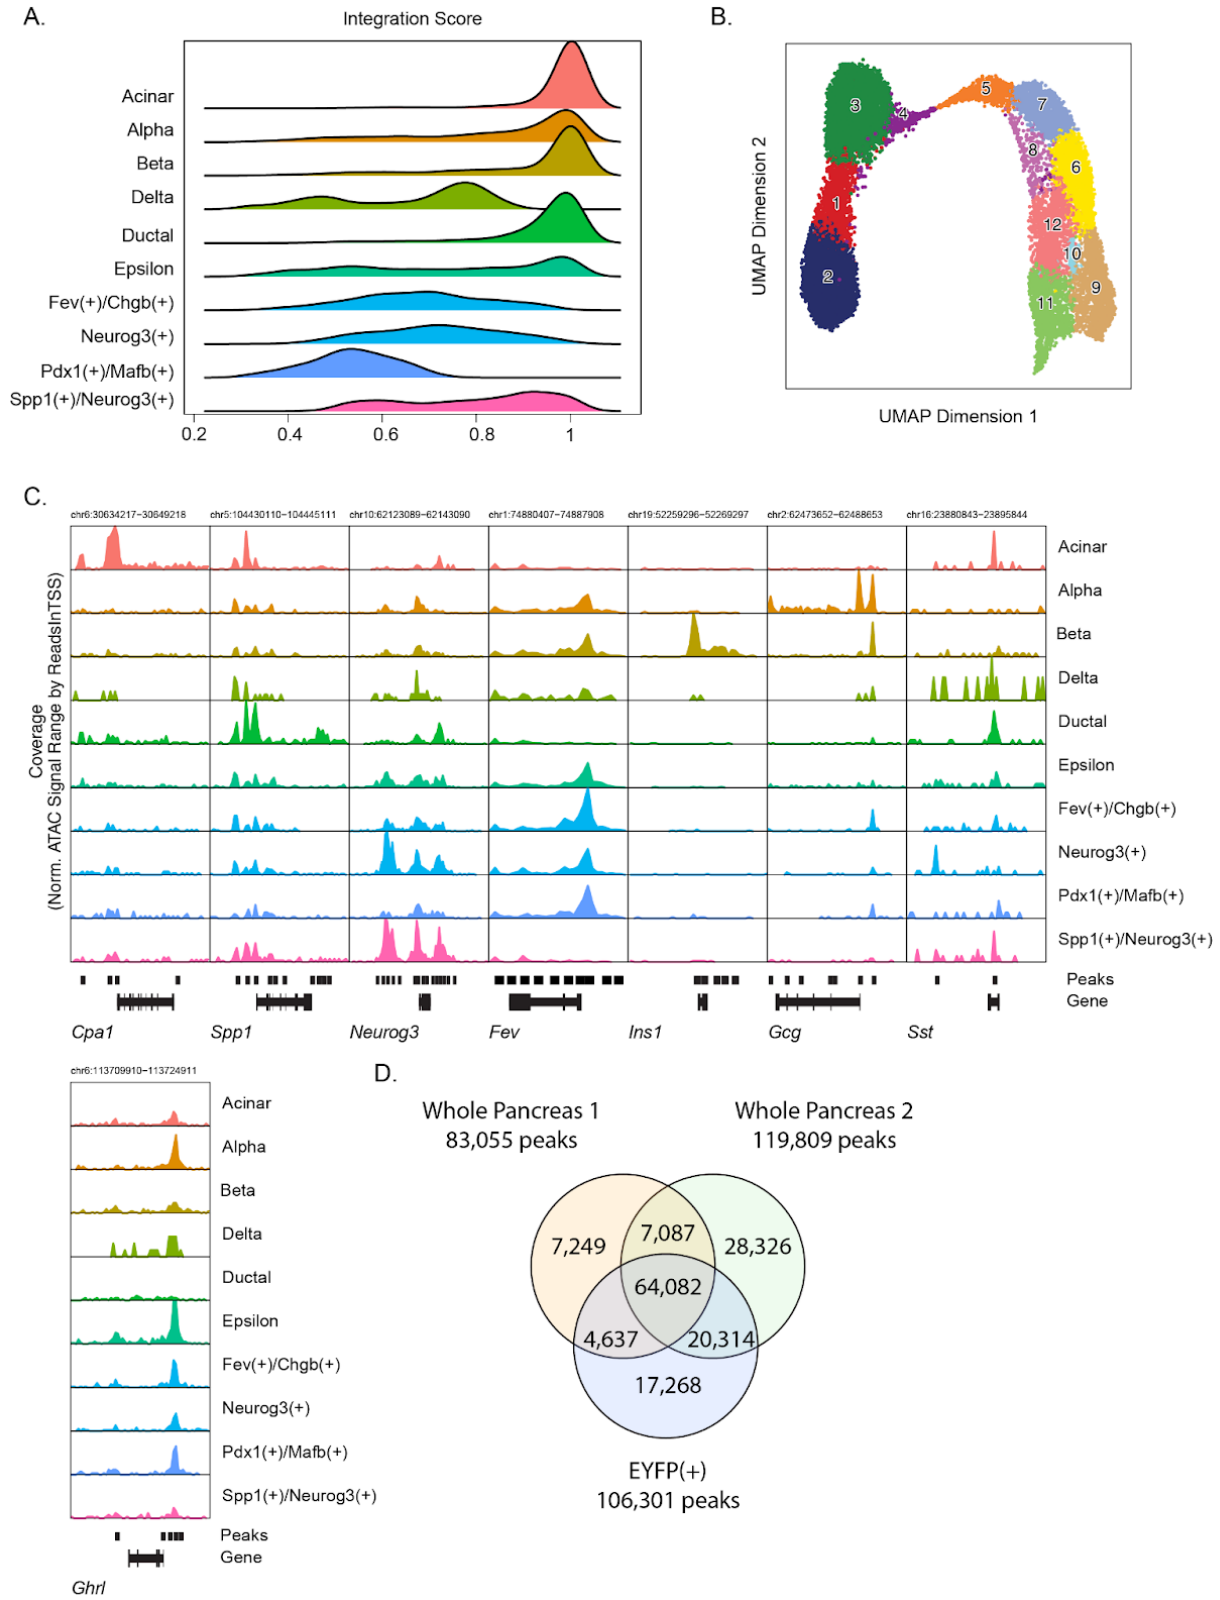 A.
Integration Score
Acinar
Alpha
Beta
Delta
Ductal
Epsilon
Fev(+)/Chgb(+)
Neurog3(+)
Pdx1(+)/Mafb(+)
Spp1(+)/Neurog3(+)
0.2 0.4 0.6 0.8 1
B.
UMAP Dimension 2
3
4
5
7
8
6
1
12
10
2
11
9
UMAP Dimension 1
C.
chr6:30634217−30649218 chr5:104430110−104445111 chr10:62123089−62143090 chr1:74880407−74887908 chr19:52259296−52269297 chr2:62473652−62488653 chr16:23880843−23895844
Coverage
(Norm. ATAC Signal Range by ReadsInTSS)
Acinar
Alpha
Beta
Delta
Ductal
Epsilon
Fev(+)/Chgb(+)
Neurog3(+)
Pdx1(+)/Mafb(+)
Spp1(+)/Neurog3(+)
Peaks
Gene
Cpa1 Spp1 Neurog3 Fev Ins1 Gcg Sst
chr6:113709910−113724911
Acinar
Alpha
Beta
Delta
Ductal
Epsilon
Fev(+)/Chgb(+)
Neurog3(+)
Pdx1(+)/Mafb(+)
Spp1(+)/Neurog3(+)
Peaks
Gene
Ghrl
D.
Whole Pancreas 1
83,055 peaks
Whole Pancreas 2
119,809 peaks
7,249
7,087
28,326
64,082
4,637
20,314
17,268
EYFP(+)
106,301 peaks